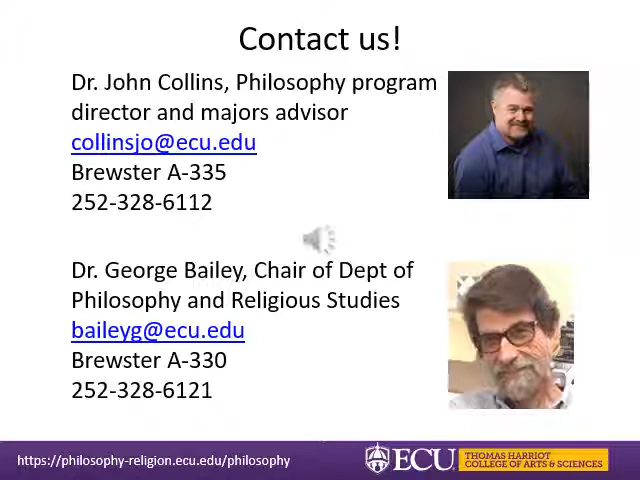 Contact us!
Dr. John Collins, Philosophy program
director and majors advisor
collinsjo@ecu.edu
Brewster A-335
252-328-6112
Dr. George Bailey, Chair of Dept of
Philosophy and Religious Studies
baileyg@ecu.edu
Brewster A-330
252-328-6121
https://philosophy-religion.ecu.edu/philosophy
ECU
THOMAS HARRIOT
COLLEGE OF ARTS & SCIENCES